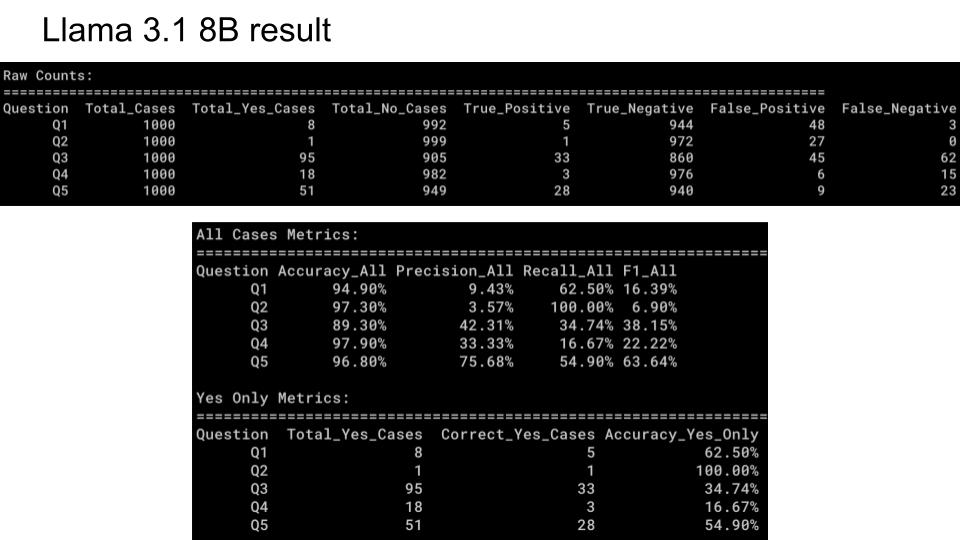 Llama 3.1 8B result
Raw Counts:
====================================================================================================
Question Total_Cases Total_Yes_Cases Total_No_Cases True_Positive True_Negative False_Positive False_Negative
Q1 1000 8 992 5 944 48 3
Q2 1000 1 999 1 972 27 0
Q3 1000 95 905 33 860 45 62
Q4 1000 18 982 3 976 6 15
Q5 1000 51 949 28 940 9 23
All Cases Metrics:
======================================================================
Question Accuracy_All Precision_All Recall_All F1_All
Q1 94.90% 9.43% 62.50% 16.39%
Q2 97.30% 3.57% 100.00% 6.90%
Q3 89.30% 42.31% 34.74% 38.15%
Q4 97.90% 33.33% 16.67% 22.22%
Q5 96.80% 75.68% 54.90% 63.64%
Yes Only Metrics:
======================================================================
Question Total_Yes_Cases Correct_Yes_Cases Accuracy_Yes_Only
Q1 8 5 62.50%
Q2 1 1 100.00%
Q3 95 33 34.74%
Q4 18 3 16.67%
Q5 51 28 54.90%